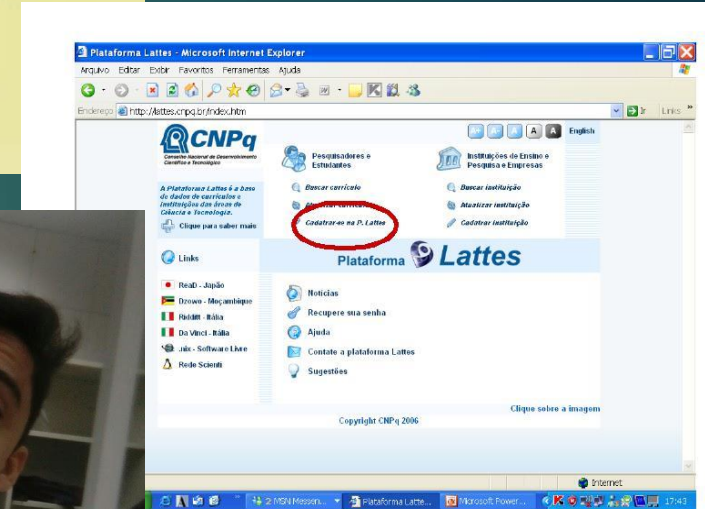 Plataforma Lattes - Microsoft Internet Explorer
Arquivo Editar Exibir Favoritos Ferramentas Ajuda
Endereço http://lattes.cnpq.br/index.htm Ir Links
CNPq
Conselho Nacional de Desenvolvimento
Científico e Tecnológico
A+ A A- A A English
Pesquisadores e
Estudantes
Instituições de Ensino e
Pesquisa e Empresas
A Plataforma Lattes é a base
de dados de currículos e
instituições das áreas de
Ciência e Tecnologia.
Clique para saber mais
Buscar currículo
Atualizar currículo
Cadatrar-se na P. Lattes
Buscar instituição
Atualizar instituição
Cadatrar instituição
Links
Plataforma Lattes
ReaD - Japão
Dzowo - Moçambique
Riddit - Itália
Da Vinci - Itália
.nix - Software Livre
Rede Scienti
Notícias
Recupere sua senha
Ajuda
Contate a plataforma Lattes
Sugestões
Clique sobre a imagem
Copyright CNPq 2006
Internet
2 MSN Messen... Plataforma Latte... Microsoft Power... 17:43